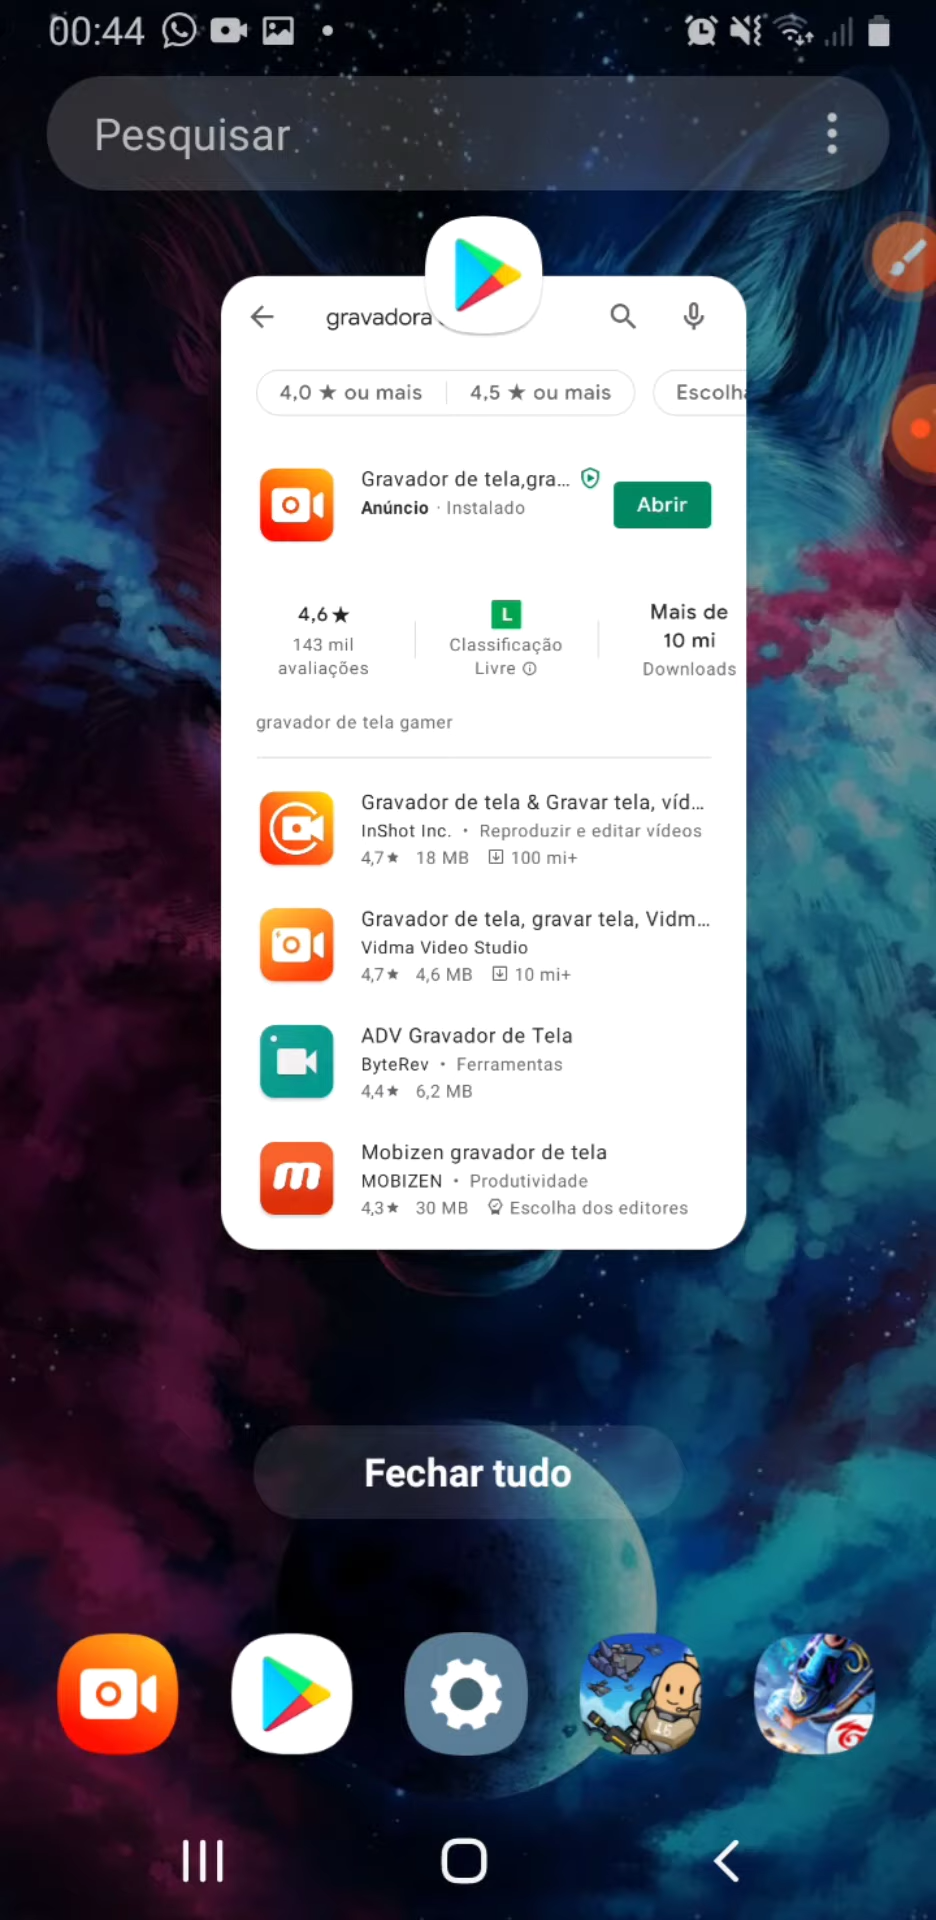 00:44
Pesquisar
gravadora
4,0 ★ ou mais
4,5 ★ ou mais
Gravador de tela,gra...
Anúncio · Instalado
Abrir
4,6★
143 mil
avaliações
L
Classificação
Livre
Mais de
10 mi
Downloads
gravador de tela gamer
Gravador de tela & Gravar tela, víd...
InShot Inc. • Reproduzir e editar vídeos
4,7★ 18 MB 100 mi+
Gravador de tela, gravar tela, Vidm...
Vidma Video Studio
4,7★ 4,6 MB 10 mi+
ADV Gravador de Tela
ByteRev • Ferramentas
4,4★ 6,2 MB
Mobizen gravador de tela
MOBIZEN • Produtividade
4,3★ 30 MB Escolha dos editores
Fechar tudo
16